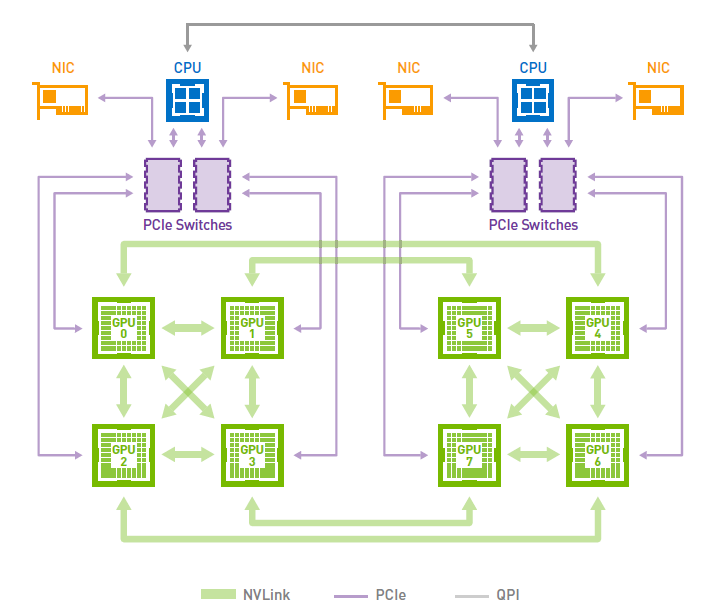 NIC
CPU
NIC
NIC
CPU
NIC
PCIe Switches
PCIe Switches
GPU
0
GPU
1
GPU
5
GPU
4
GPU
2
GPU
3
GPU
7
GPU
6
NVLink
PCIe
QPI